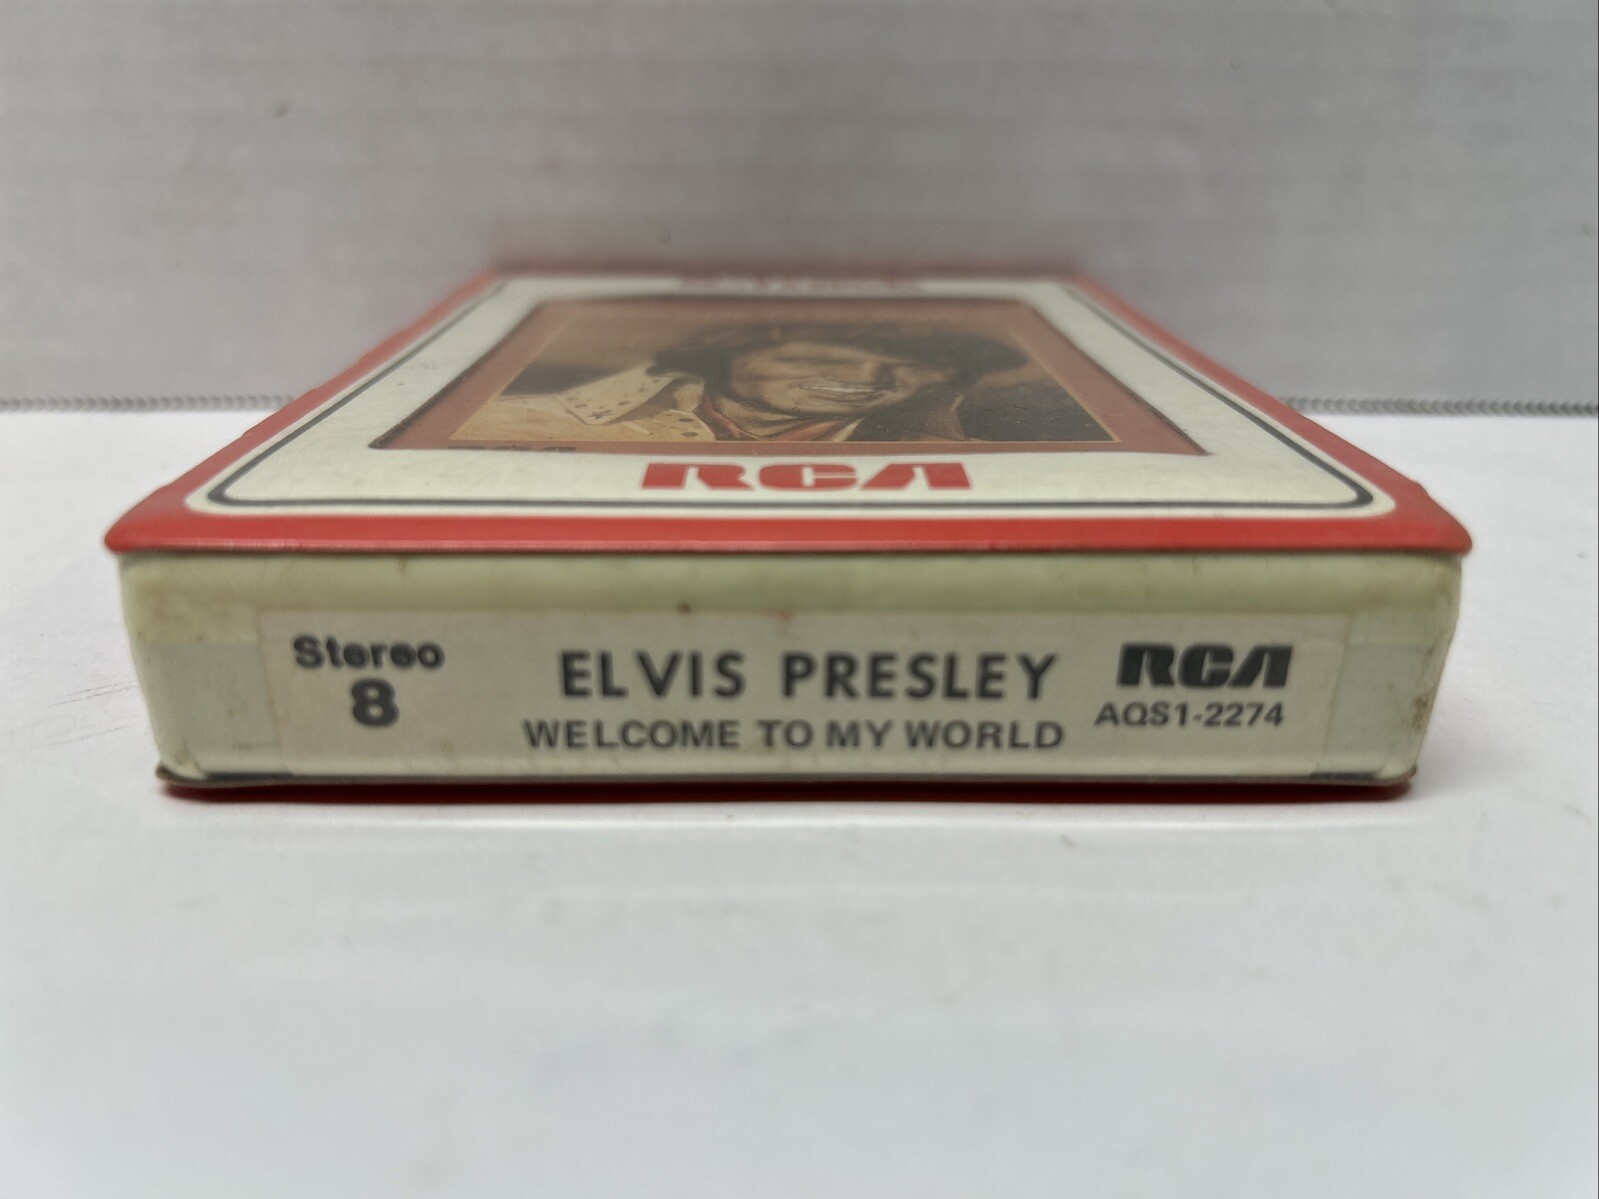 RCA
Stereo
8
ELVIS PRESLEY
WELCOME TO MY WORLD
RCA
AQS1-2274